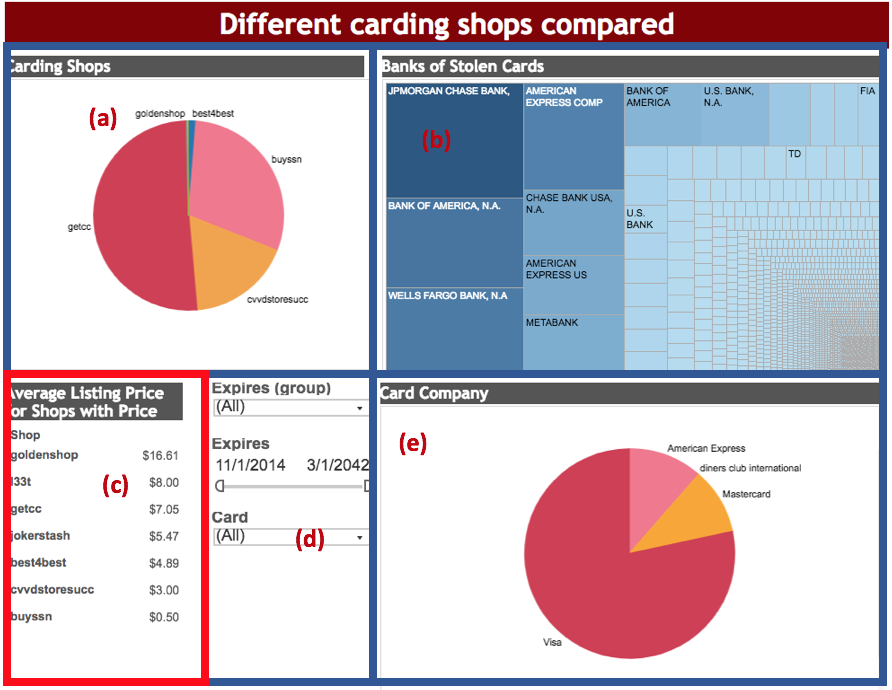 Different carding shops compared
Carding Shops
(a)
goldenshop
best4best
buyssn
getcc
cvvdstoresucc
Banks of Stolen Cards
JPMORGAN CHASE BANK,
(b)
BANK OF AMERICA, N.A.
WELLS FARGO BANK, N.A
AMERICAN
EXPRESS COMP
CHASE BANK USA,
N.A.
AMERICAN
EXPRESS US
METABANK
BANK OF
AMERICA
U.S. BANK,
N.A.
FIA
TD
U.S.
BANK
Average Listing Price
for Shops with Price
Shop
goldenshop $16.61
l33t $8.00
(c)
getcc $7.05
jokerstash $5.47
best4best $4.89
cvvdstoresucc $3.00
buyssn $0.50
Expires (group)
(All)
Expires
11/1/2014 3/1/2042
Card
(All)
(d)
Card Company
(e)
American Express
diners club international
Mastercard
Visa